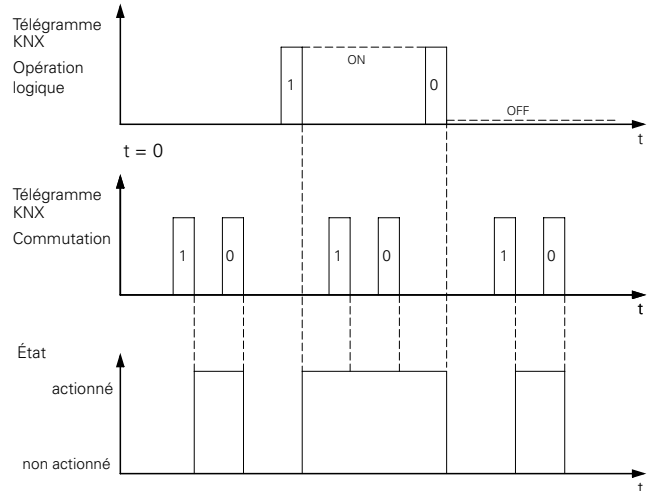 Télégramme
KNX
Opération
logique
1
ON
0
OFF
t
t = 0
Télégramme
KNX
Commutation
1
0
1
0
1
0
t
État
actionné
non actionné
t